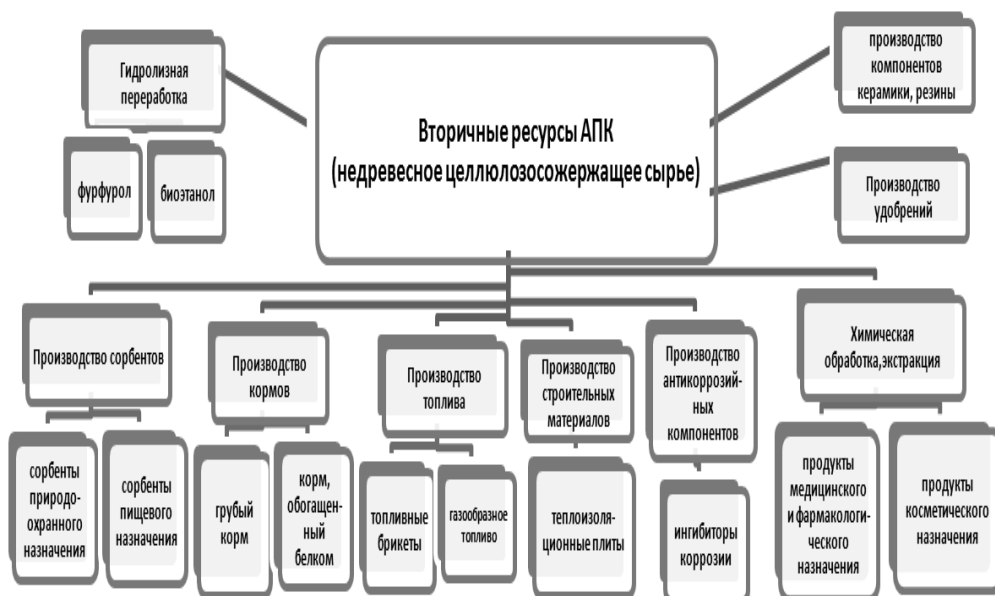 Гидролизная
переработка
фурфурол
биоэтанол
Вторичные ресурсы АПК
(недревесное целлюлозосожержащее сырье)
производство
компонентов
керамики, резины
Производство
удобрений
Производство сорбентов
сорбенты
природо-
охранного
назначения
сорбенты
пищевого
назначения
Производство
кормов
грубый
корм
корм,
обогащен-
ный
белком
Производство
топлива
топливные
брикеты
газообразное
топливо
Производство
строительных
материалов
теплоизоля-
ционные плиты
Производство
антикоррозий-
ных
компонентов
ингибиторы
коррозии
Химическая
обработка,экстракция
продукты
медицинского
и фармакологи-
ческого
назначения
продукты
косметического
назначения